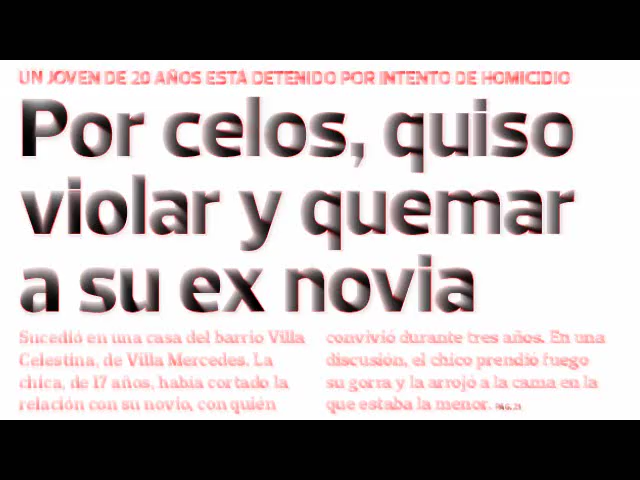 UN JOVEN DE 20 AÑOS ESTÁ DETENIDO POR INTENTO DE HOMICIDIO
Por celos, quiso
violar y quemar
a su ex novia
Sucedió en una casa del barrio Villa
Celestina, de Villa Mercedes. La
chica, de 17 años, había cortado la
relación con su novio, con quién
convivió durante tres años. En una
discusión, el chico prendió fuego
su gorra y la arrojó a la cama en la
que estaba la menor.